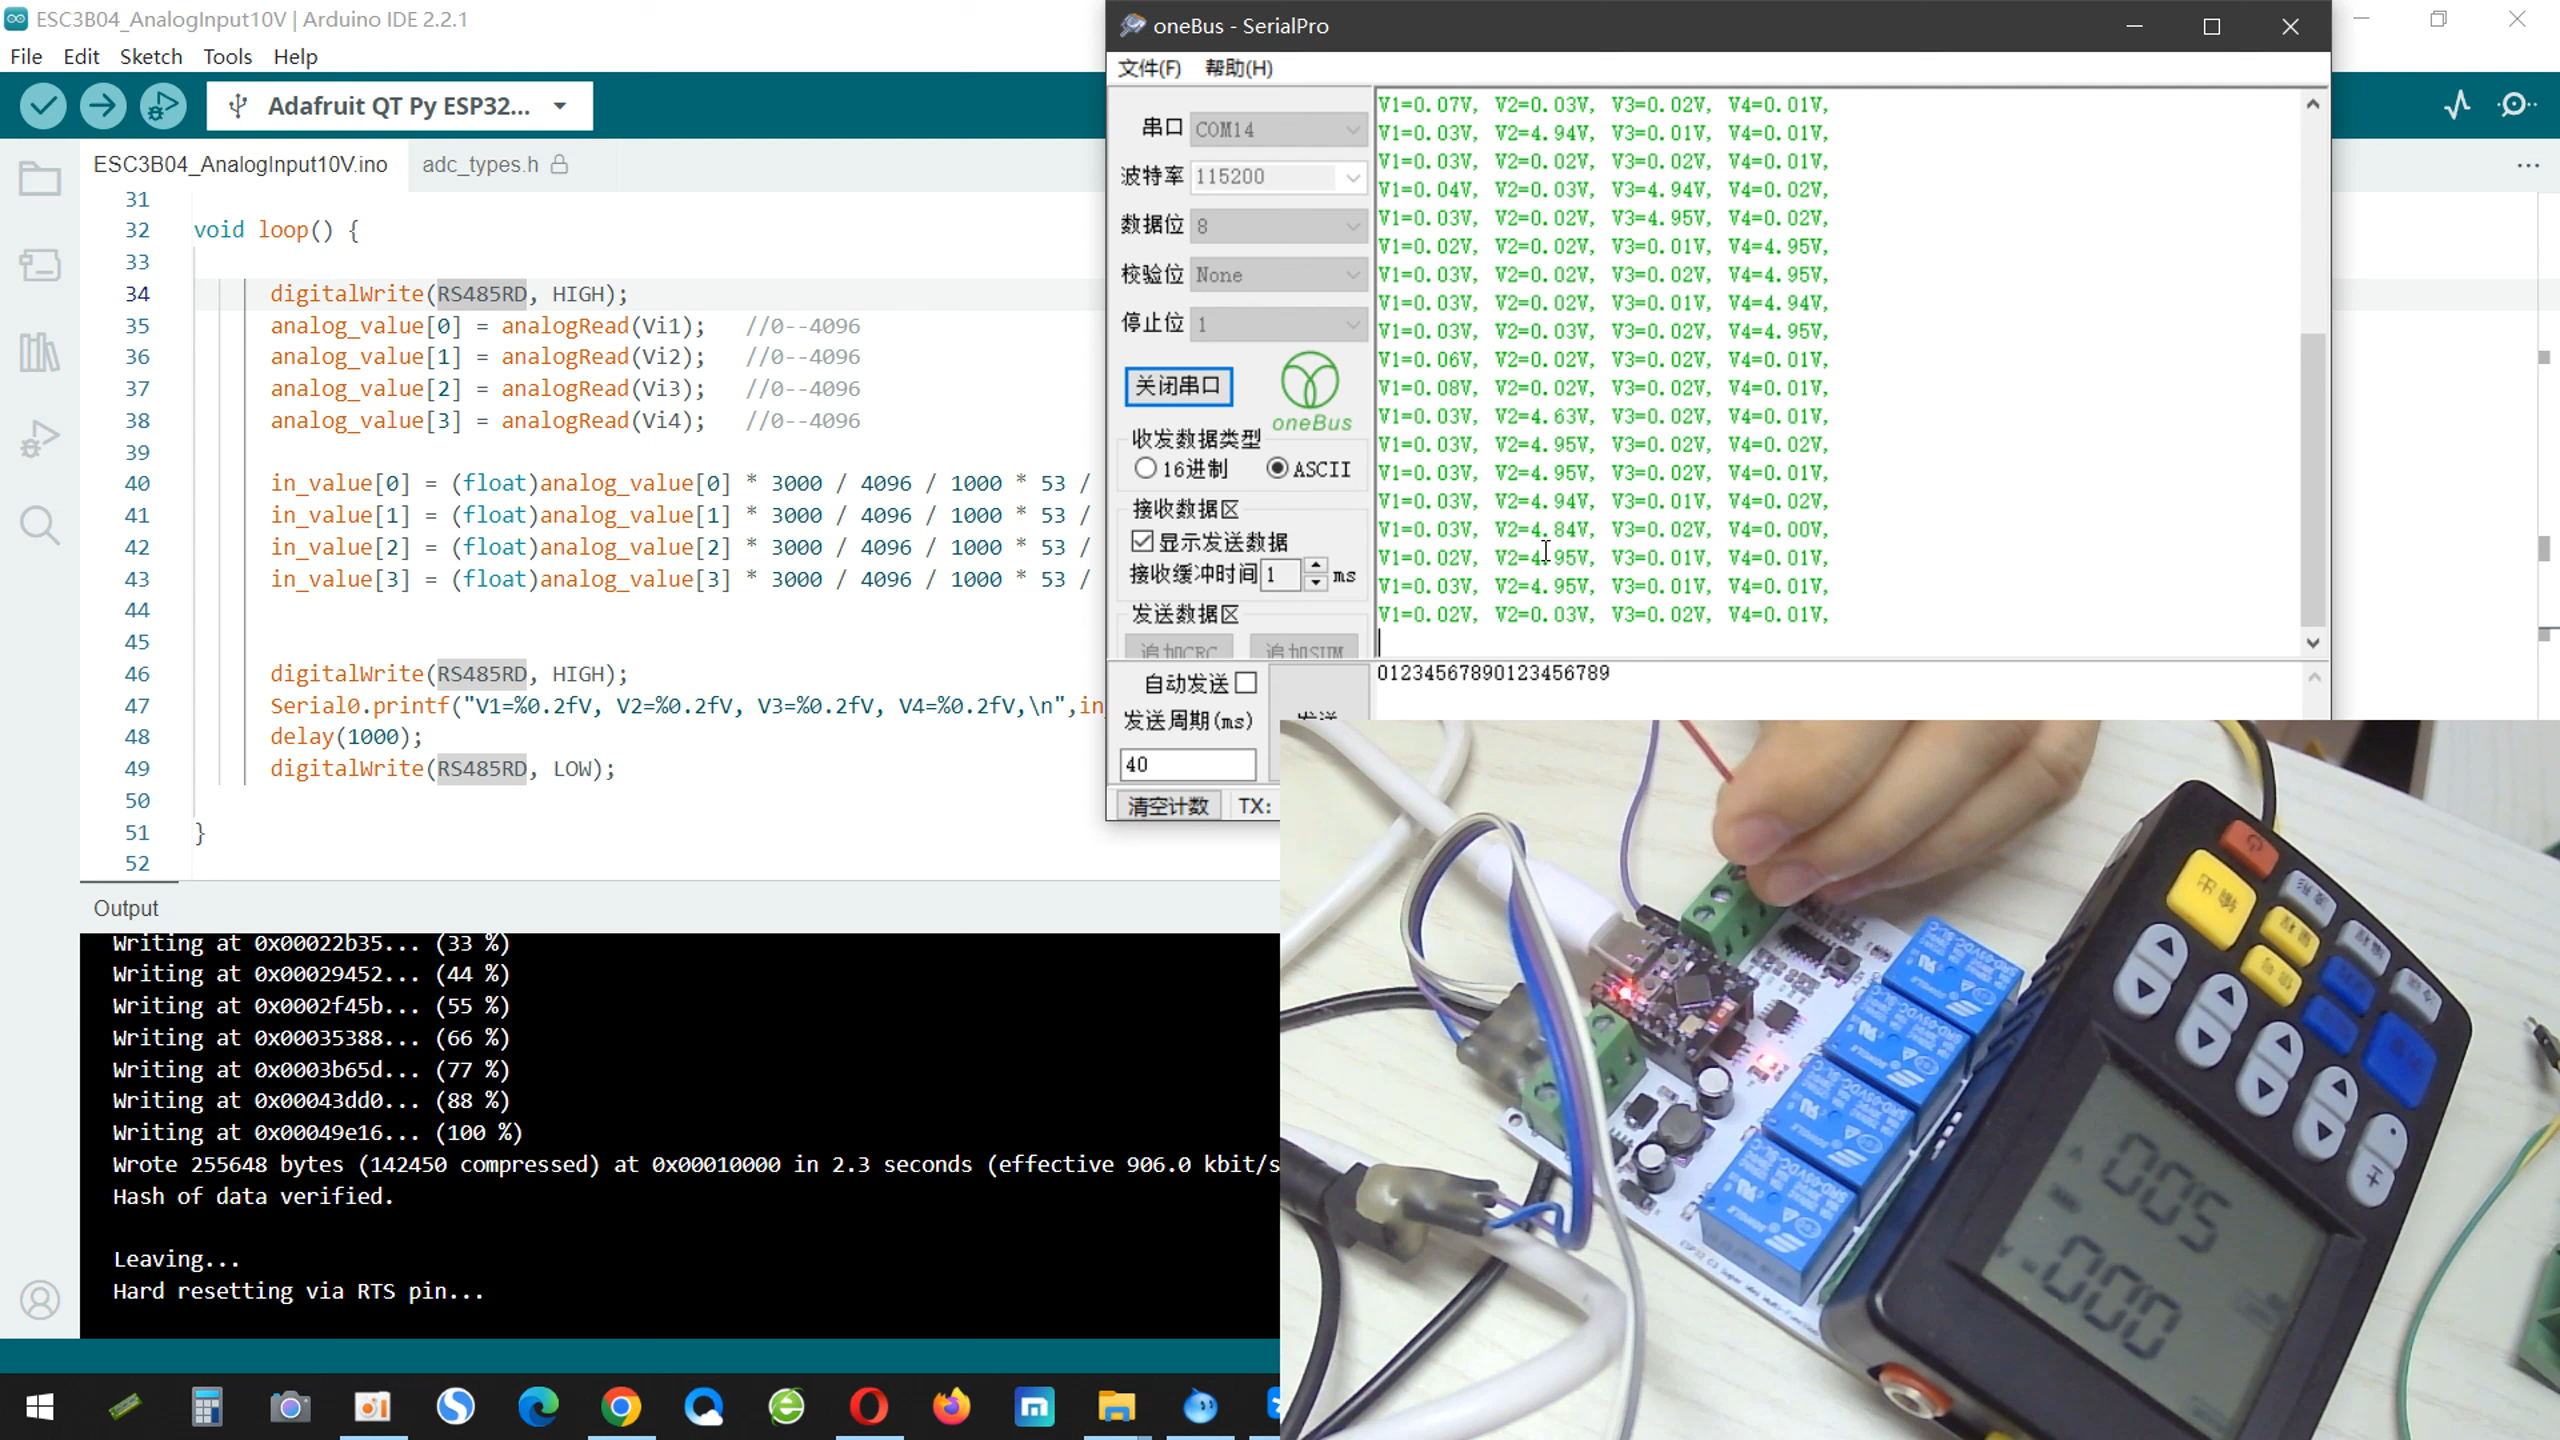 ESC3B04_AnalogInput10V | Arduino IDE 2.2.1
File Edit Sketch Tools Help
Adafruit QT Py ESP32...
ESC3B04_AnalogInput10V.ino adc_types.h
31
32 void loop() {
33
34 digitalWrite(RS485RD, HIGH);
35 analog_value[0] = analogRead(Vi1); //0--4096
36 analog_value[1] = analogRead(Vi2); //0--4096
37 analog_value[2] = analogRead(Vi3); //0--4096
38 analog_value[3] = analogRead(Vi4); //0--4096
39
40 in_value[0] = (float)analog_value[0] * 3000 / 4096 / 1000 * 53 /
41 in_value[1] = (float)analog_value[1] * 3000 / 4096 / 1000 * 53 /
42 in_value[2] = (float)analog_value[2] * 3000 / 4096 / 1000 * 53 /
43 in_value[3] = (float)analog_value[3] * 3000 / 4096 / 1000 * 53 /
44
45
46 digitalWrite(RS485RD, HIGH);
47 Serial0.printf("V1=%0.2fV, V2=%0.2fV, V3=%0.2fV, V4=%0.2fV,\n",in_
48 delay(1000);
49 digitalWrite(RS485RD, LOW);
50
51 }
52
Output
Writing at 0x00022b35... (33 %)
Writing at 0x00029452... (44 %)
Writing at 0x0002f45b... (55 %)
Writing at 0x00035388... (66 %)
Writing at 0x0003b65d... (77 %)
Writing at 0x00043dd0... (88 %)
Writing at 0x00049e16... (100 %)
Wrote 255648 bytes (142450 compressed) at 0x00010000 in 2.3 seconds (effective 906.0 kbit/s
Hash of data verified.
Leaving...
Hard resetting via RTS pin...
oneBus - SerialPro
文件(F) 帮助(H)
串口 COM14
波特率 115200
数据位 8
校验位 None
停止位 1
关闭串口
oneBus
收发数据类型
16进制 ASCII
接收数据区
显示发送数据
接收缓冲时间 1 ms
发送数据区
追加CRC 追加SUM
自动发送
发送周期(ms)
发送
40
清空计数 TX:
V1=0.07V, V2=0.03V, V3=0.02V, V4=0.01V,
V1=0.03V, V2=4.94V, V3=0.01V, V4=0.01V,
V1=0.03V, V2=0.02V, V3=0.02V, V4=0.01V,
V1=0.04V, V2=0.03V, V3=4.94V, V4=0.02V,
V1=0.03V, V2=0.02V, V3=4.95V, V4=0.02V,
V1=0.02V, V2=0.02V, V3=0.01V, V4=4.95V,
V1=0.03V, V2=0.02V, V3=0.02V, V4=4.95V,
V1=0.03V, V2=0.02V, V3=0.01V, V4=4.94V,
V1=0.03V, V2=0.03V, V3=0.02V, V4=4.95V,
V1=0.06V, V2=0.02V, V3=0.02V, V4=0.01V,
V1=0.08V, V2=0.02V, V3=0.02V, V4=0.01V,
V1=0.03V, V2=4.63V, V3=0.02V, V4=0.01V,
V1=0.03V, V2=4.95V, V3=0.02V, V4=0.02V,
V1=0.03V, V2=4.95V, V3=0.02V, V4=0.01V,
V1=0.03V, V2=4.94V, V3=0.01V, V4=0.02V,
V1=0.03V, V2=4.84V, V3=0.02V, V4=0.00V,
V1=0.02V, V2=4.95V, V3=0.01V, V4=0.01V,
V1=0.03V, V2=4.95V, V3=0.01V, V4=0.01V,
V1=0.02V, V2=0.03V, V3=0.02V, V4=0.01V,
01234567890123456789
005
000